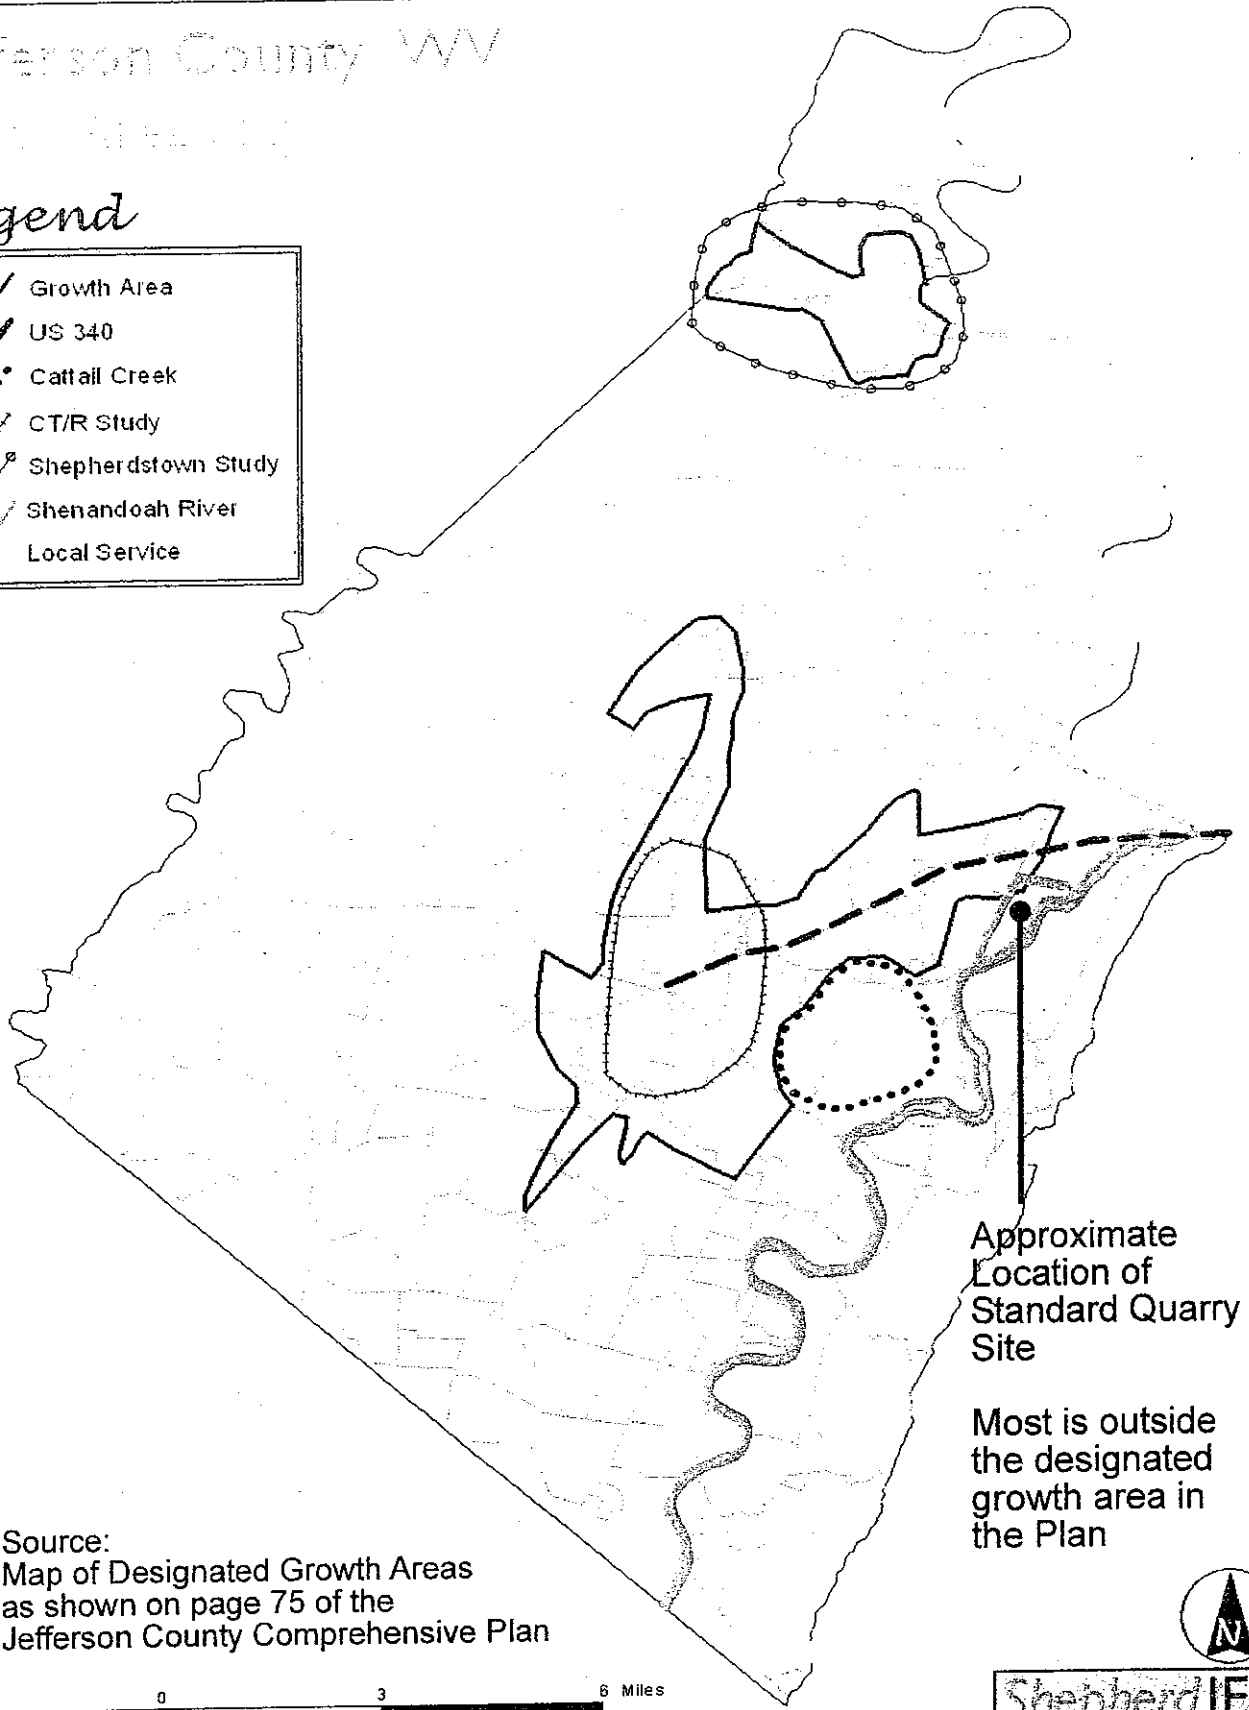 County WV
gend
Growth Area
US 340
Cattail Creek
CT/R Study
Shepherdstown Study
Shenandoah River
Local Service
Approximate
Location of
Standard Quarry
Site
Most is outside
the designated
growth area in
the Plan
Source:
Map of Designated Growth Areas
as shown on page 75 of the
Jefferson County Comprehensive Plan
N
0 3 6 Miles
Shepherd